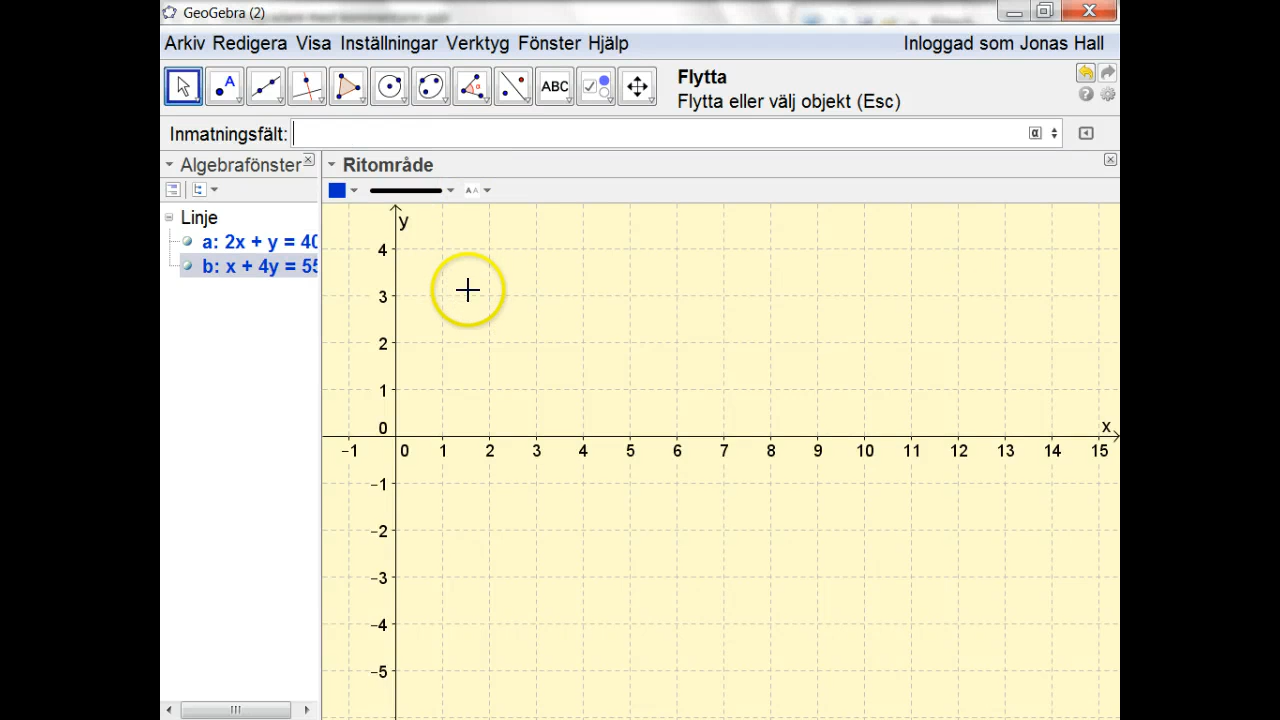 GeoGebra (2)
Arkiv Redigera Visa Inställningar Verktyg Fönster Hjälp Inloggad som Jonas Hall
A ABC Flytta
Flytta eller välj objekt (Esc)
Inmatningsfält: α
Algebrafönster Ritområde
A A
Linje
a: 2x + y = 40
b: x + 4y = 55
y
4
3
2
1
0
x
−1 0 1 2 3 4 5 6 7 8 9 10 11 12 13 14 15
−1
−2
−3
−4
−5